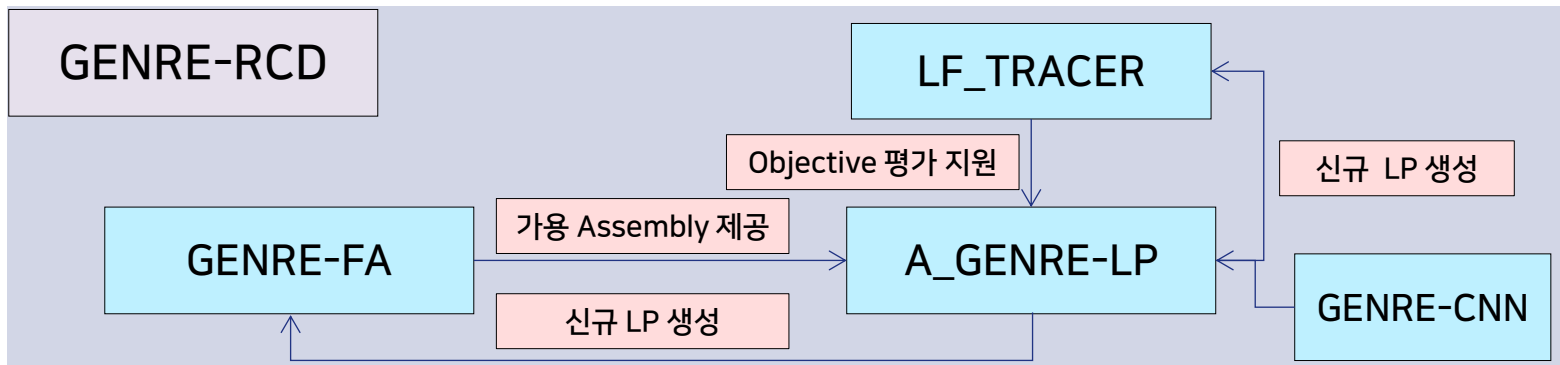 GENRE-RCD
LF_TRACER
Objective 평가 지원
신규 LP 생성
가용 Assembly 제공
GENRE-FA
A_GENRE-LP
신규 LP 생성
GENRE-CNN